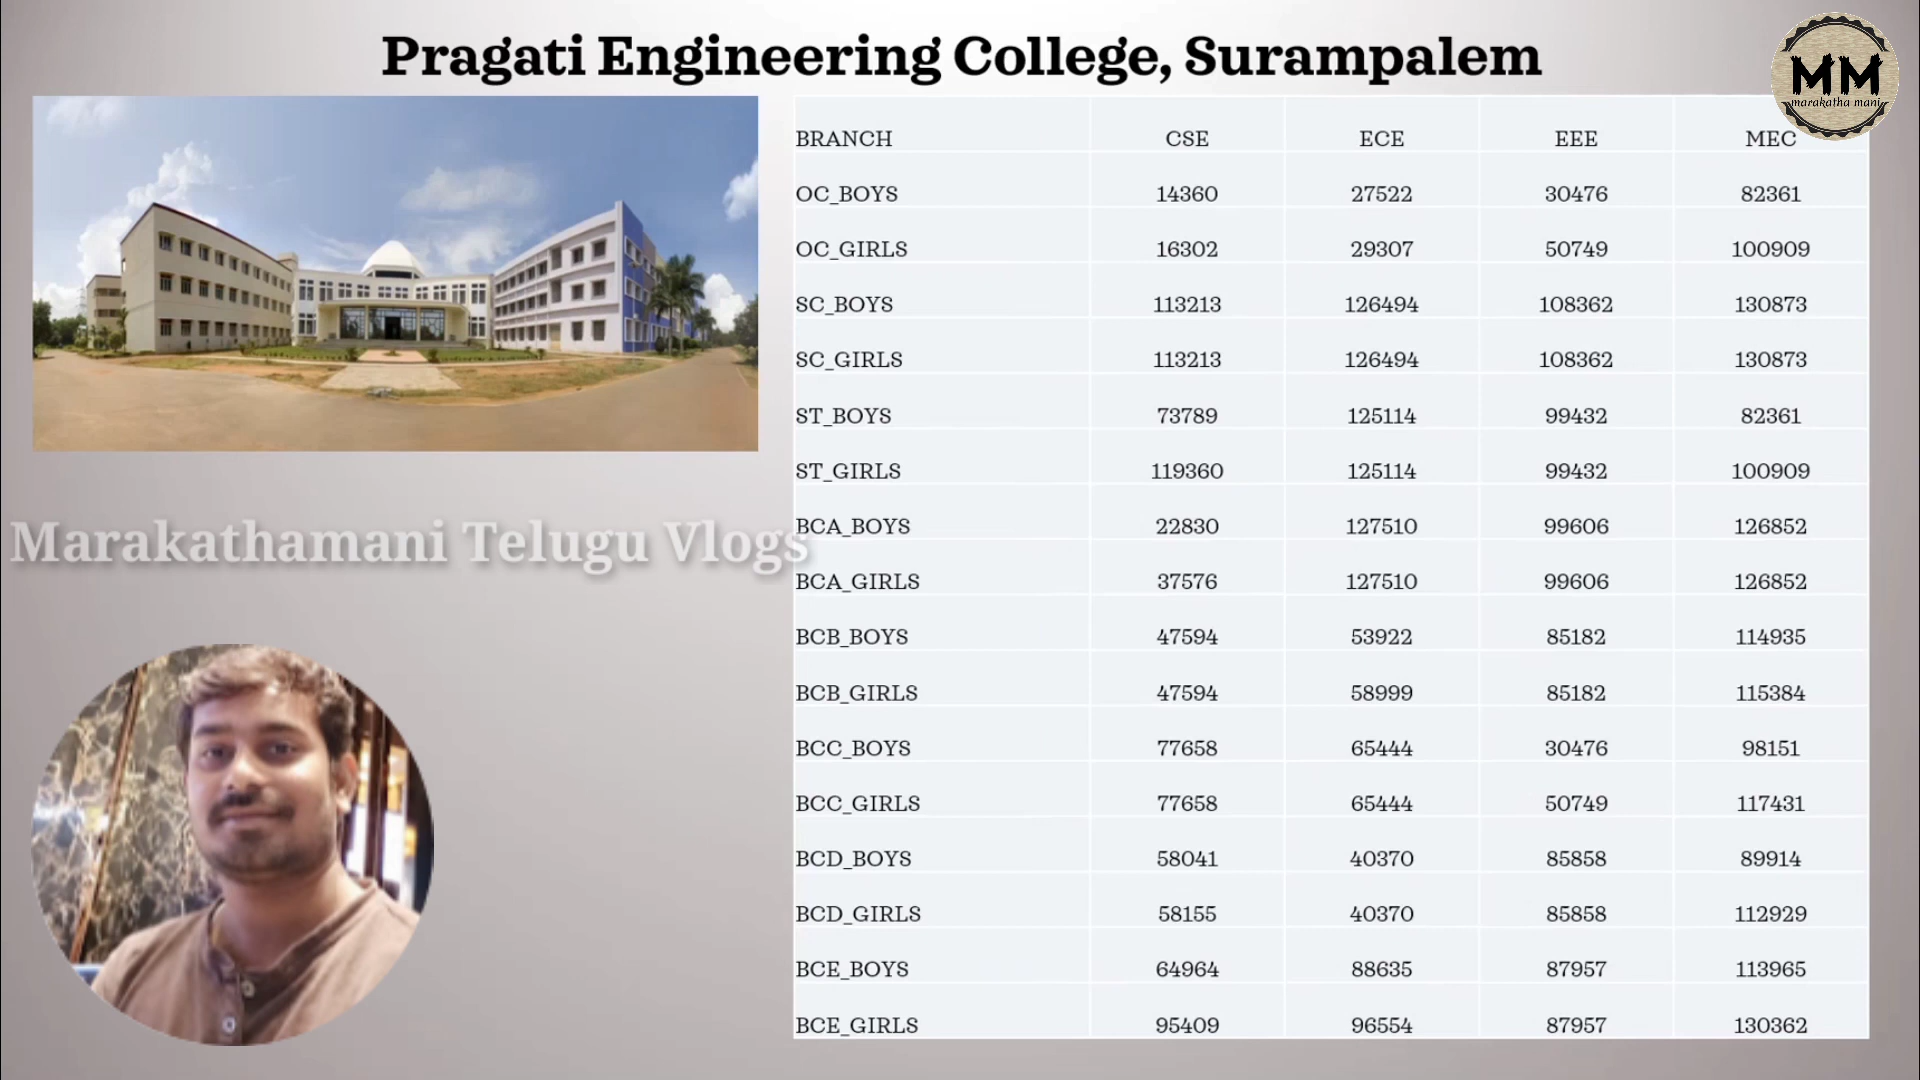 Pragati Engineering College, Surampalem
MM
marakatha mani
BRANCH CSE ECE EEE MEC
OC_BOYS 14360 27522 30476 82361
OC_GIRLS 16302 29307 50749 100909
SC_BOYS 113213 126494 108362 130873
SC_GIRLS 113213 126494 108362 130873
ST_BOYS 73789 125114 99432 82361
ST_GIRLS 119360 125114 99432 100909
BCA_BOYS 22830 127510 99606 126852
Marakathamani Telugu Vlogs
BCA_GIRLS 37576 127510 99606 126852
BCB_BOYS 47594 53922 85182 114935
BCB_GIRLS 47594 58999 85182 115384
BCC_BOYS 77658 65444 30476 98151
BCC_GIRLS 77658 65444 50749 117431
BCD_BOYS 58041 40370 85858 89914
BCD_GIRLS 58155 40370 85858 112929
BCE_BOYS 64964 88635 87957 113965
BCE_GIRLS 95409 96554 87957 130362